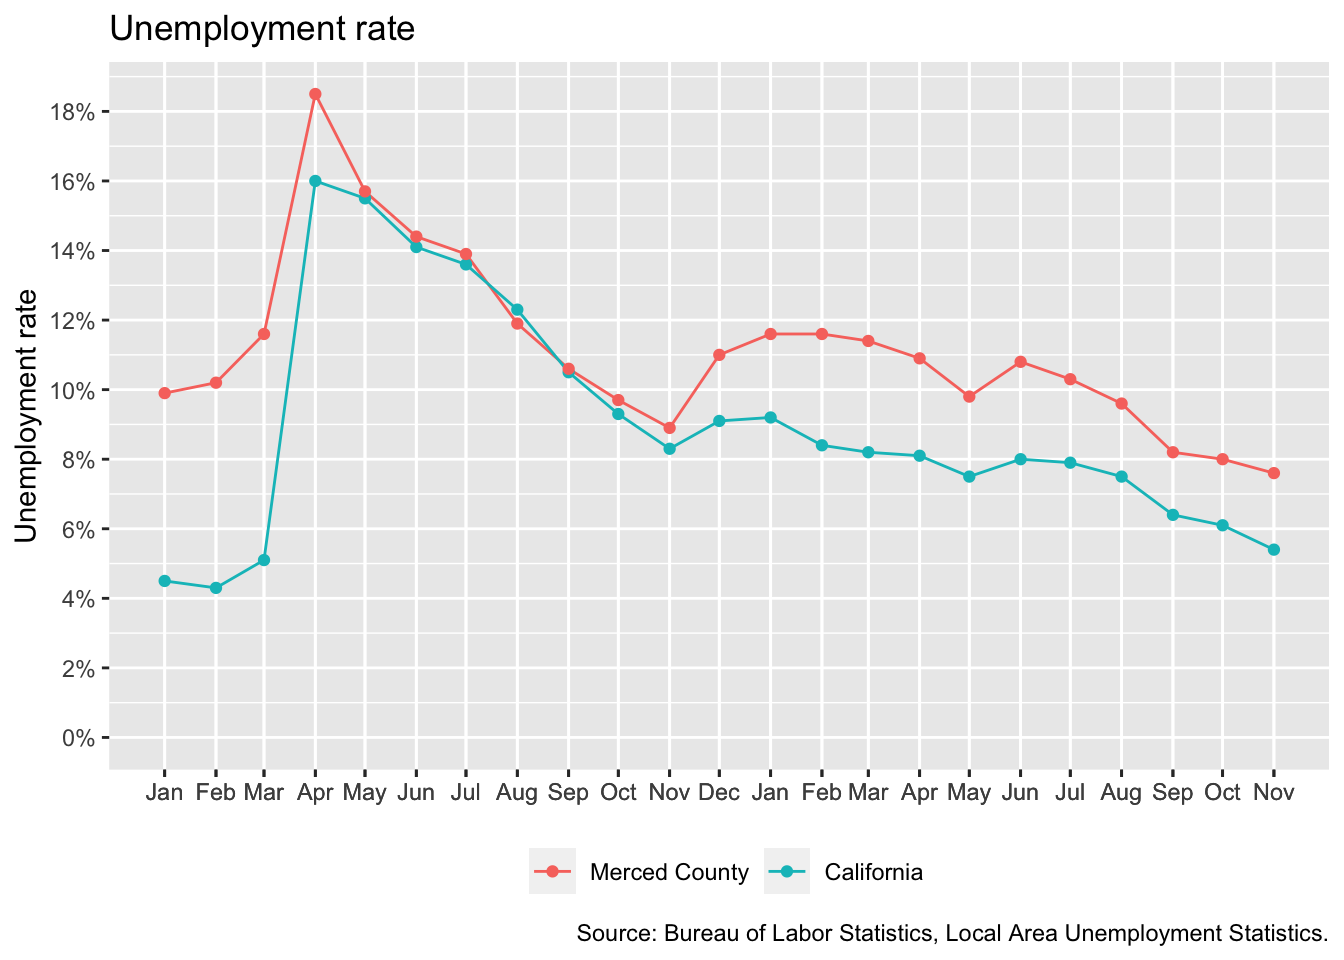 Unemployment rate
Unemployment rate
18%
16%
14%
12%
10%
8%
6%
4%
2%
0%
Jan Feb Mar Apr May Jun Jul Aug Sep Oct Nov Dec Jan Feb Mar Apr May Jun Jul Aug Sep Oct Nov
Merced County California
Source: Bureau of Labor Statistics, Local Area Unemployment Statistics.